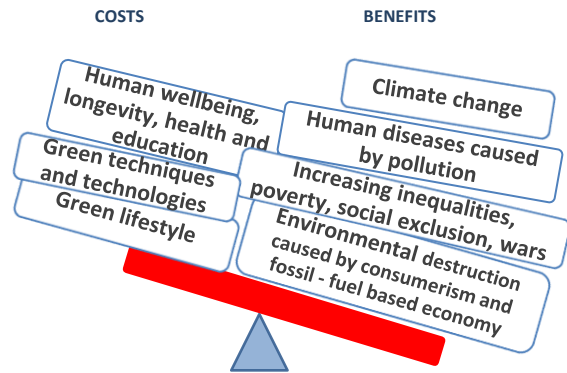 COSTS
BENEFITS
Human wellbeing,
longevity, health and
education
Green techniques
and technologies
Green lifestyle
Climate change
Human diseases caused
by pollution
Increasing inequalities,
poverty, social exclusion, wars
Environmental destruction
caused by consumerism and
fossil - fuel based economy